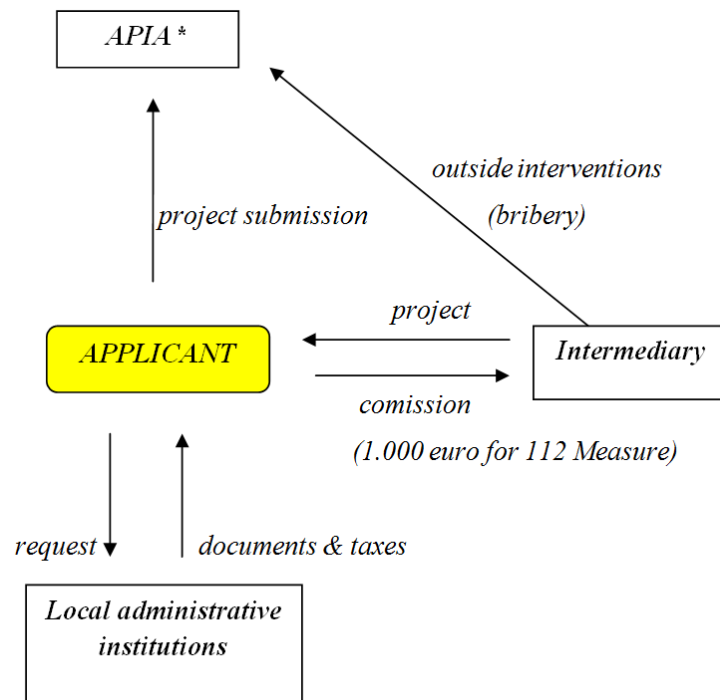 APIA *
outside interventions
(bribery)
project submission
project
APPLICANT
Intermediary
comission
(1.000 euro for 112 Measure)
request
documents & taxes
Local administrative
institutions